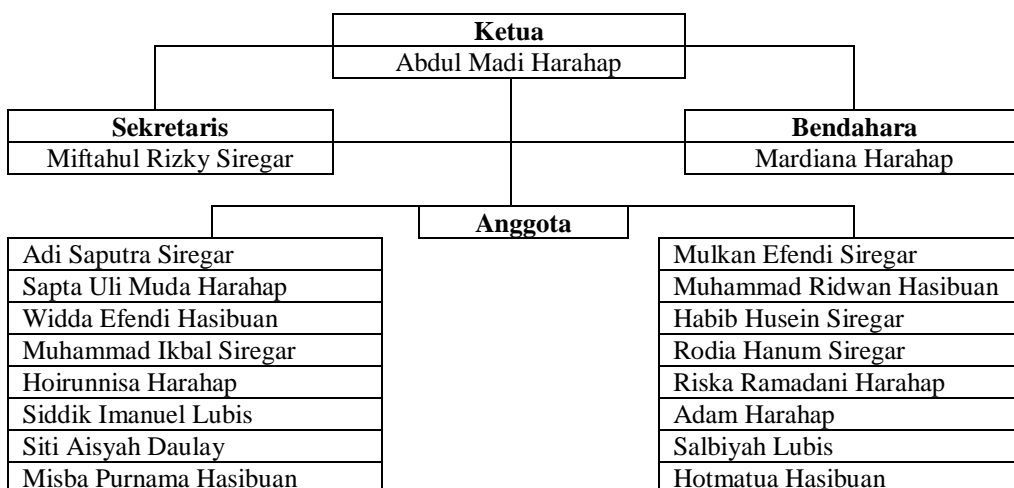 Ketua
Abdul Madi Harahap
Sekretaris
Miftahul Rizky Siregar
Bendahara
Mardiana Harahap
Anggota
Adi Saputra Siregar
Sapta Uli Muda Harahap
Widda Efendi Hasibuan
Muhammad Ikbal Siregar
Hoirunnisa Harahap
Siddik Imanuel Lubis
Siti Aisyah Daulay
Misba Purnama Hasibuan
Mulkan Efendi Siregar
Muhammad Ridwan Hasibuan
Habib Husein Siregar
Rodia Hanum Siregar
Riska Ramadani Harahap
Adam Harahap
Salbiyah Lubis
Hotmatua Hasibuan